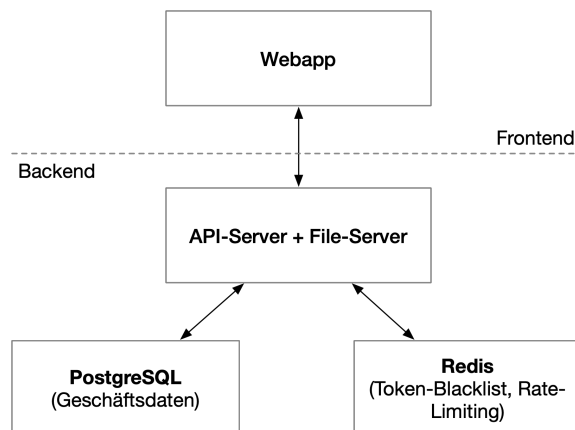 Webapp
Frontend
Backend
API-Server + File-Server
PostgreSQL
(Geschäftsdaten)
Redis
(Token-Blacklist, Rate-
Limiting)